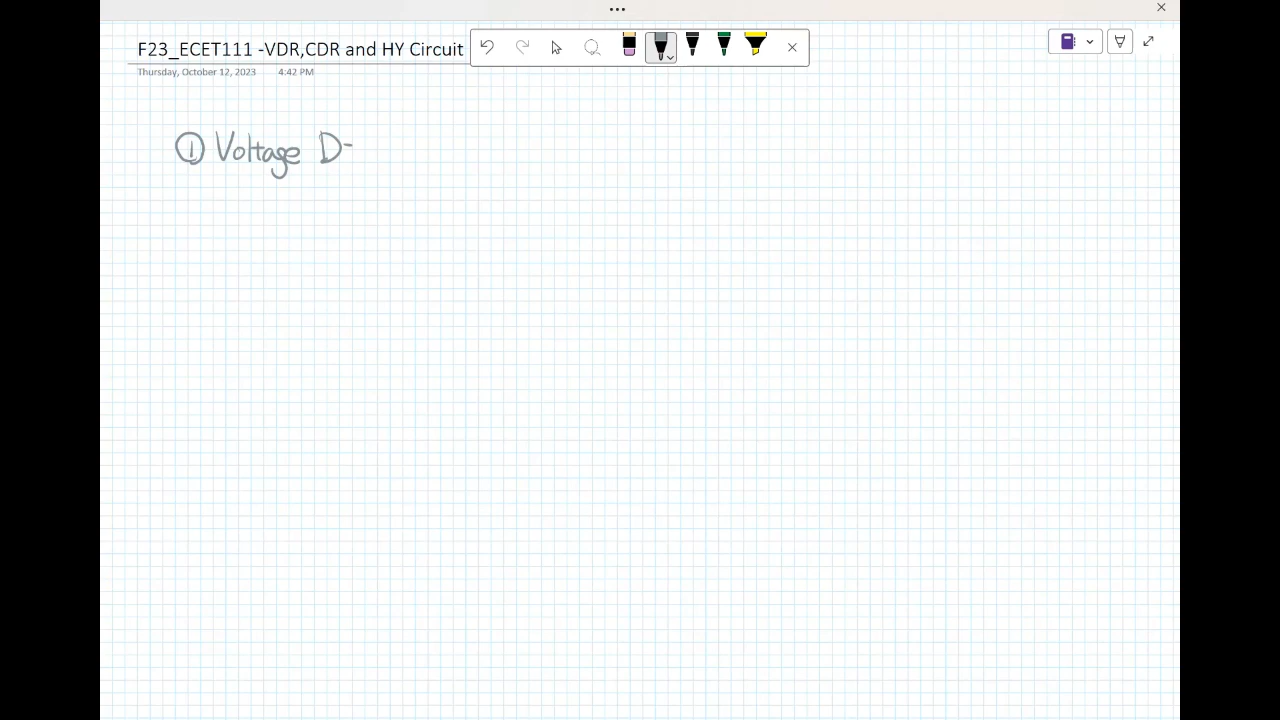 F23_ECET111 -VDR,CDR and HY Circuit
Thursday, October 12, 2023 4:42 PM
① Voltage D-